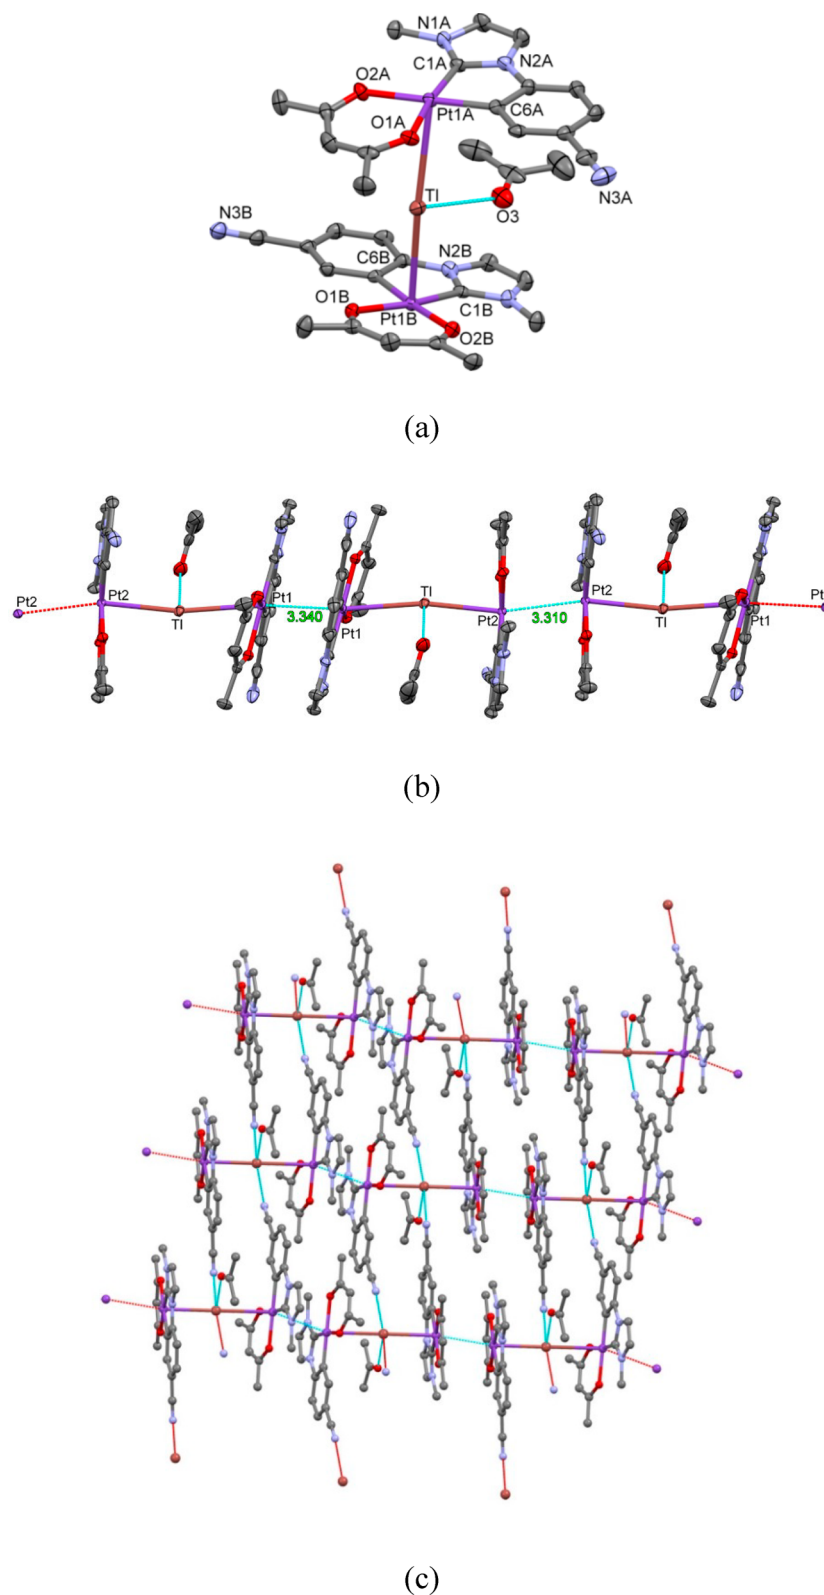 N1A
N2A
C1A
O2A
Pt1A
C6A
O1A
Tl
O3
N3A
N3B
C6B
N2B
O1B
Pt1B
C1B
O2B
(a)
Pt2
Pt2
Tl
Pt1
3.340
Pt1
Tl
Pt2
3.310
Pt2
Tl
Pt1
Pt
(b)
(c)